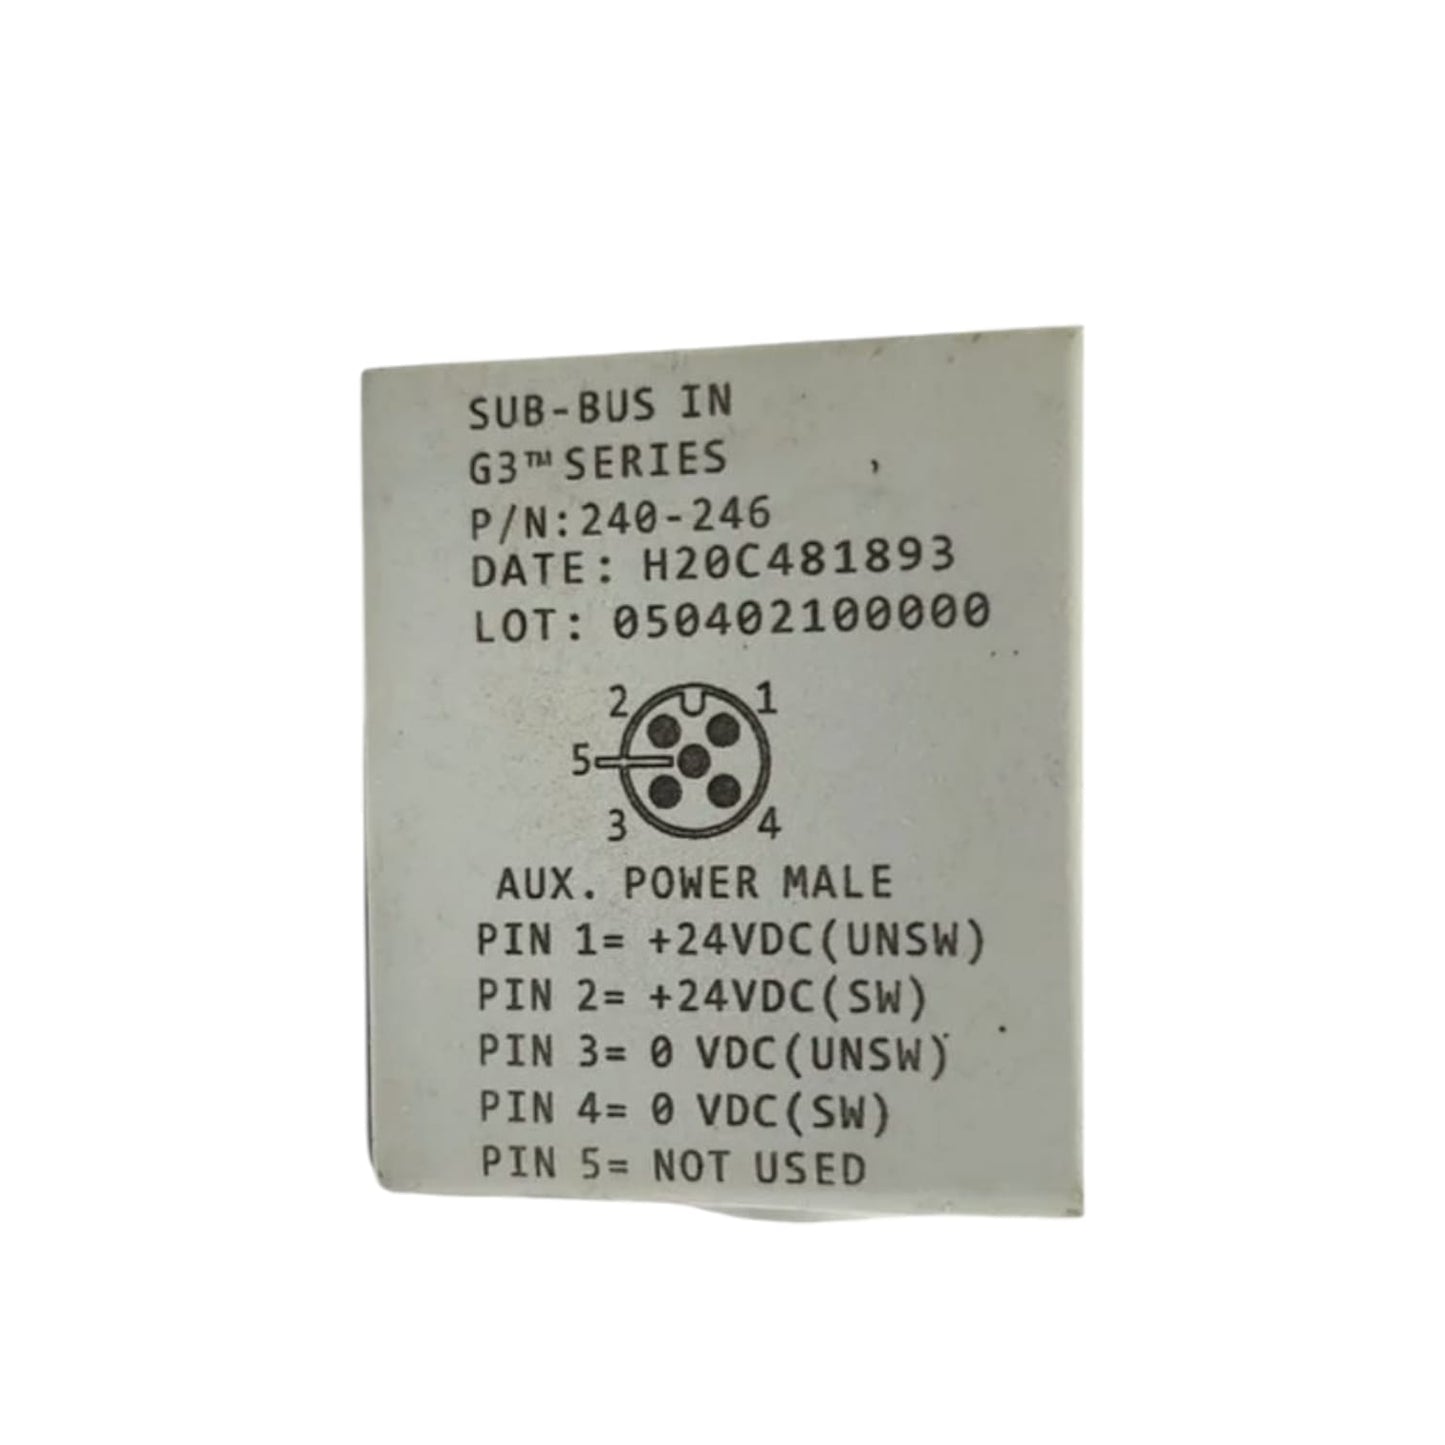 SUB-BUS IN
G3™ SERIES
P/N:240-246
DATE: H20C481893
LOT: 050402100000
2 1
5
3 4
AUX. POWER MALE
PIN 1= +24VDC(UNSW)
PIN 2= +24VDC(SW)
PIN 3= 0 VDC(UNSW)
PIN 4= 0 VDC(SW)
PIN 5= NOT USED